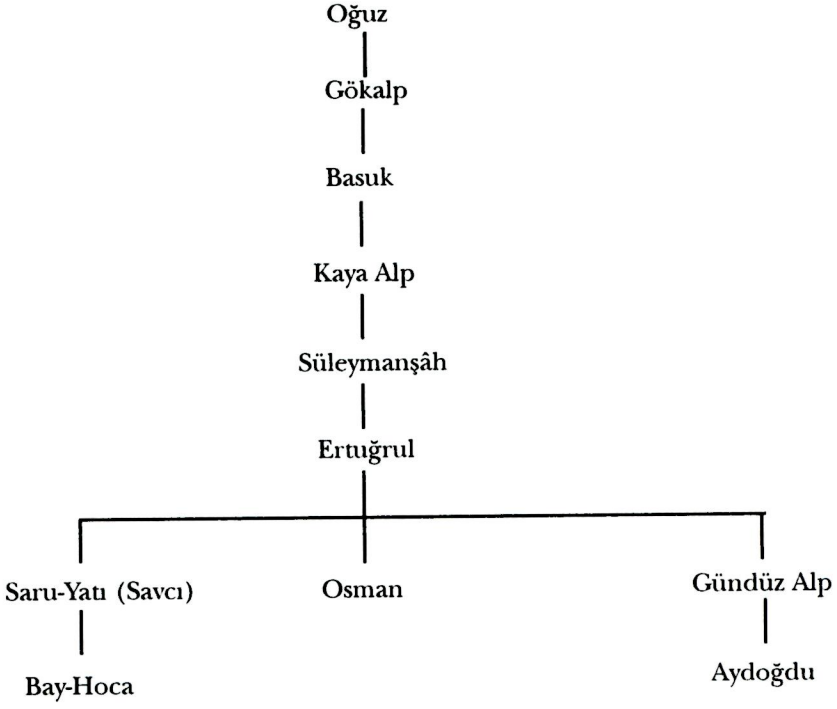 Oğuz
Gökalp
Basuk
Kaya Alp
Süleymanşâh
Ertuğrul
Saru-Yatı (Savcı)
Osman
Gündüz Alp
Bay-Hoca
Aydoğdu